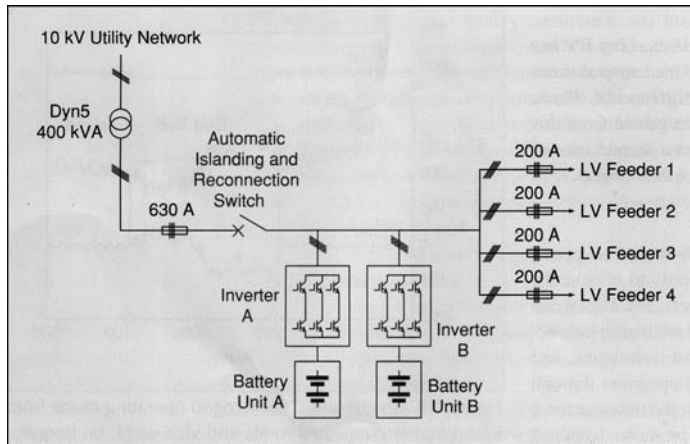 10 kV Utility Network
Dyn5
400 kVA
Automatic
Islanding and
Reconnection
Switch
630 A
200 A
LV Feeder 1
200 A
LV Feeder 2
200 A
LV Feeder 3
200 A
LV Feeder 4
Inverter
A
Inverter
B
Battery
Unit A
Battery
Unit B